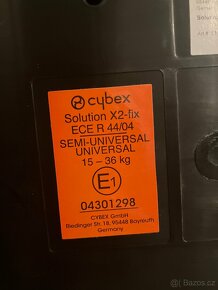 cybex
Solution X2-fix
ECE R 44/04
SEMI-UNIVERSAL
UNIVERSAL
15 – 36 kg
E1
04301298
CYBEX GmbH
Riedinger Str. 18, 95448 Bayreuth
Germany
Bazos.cz